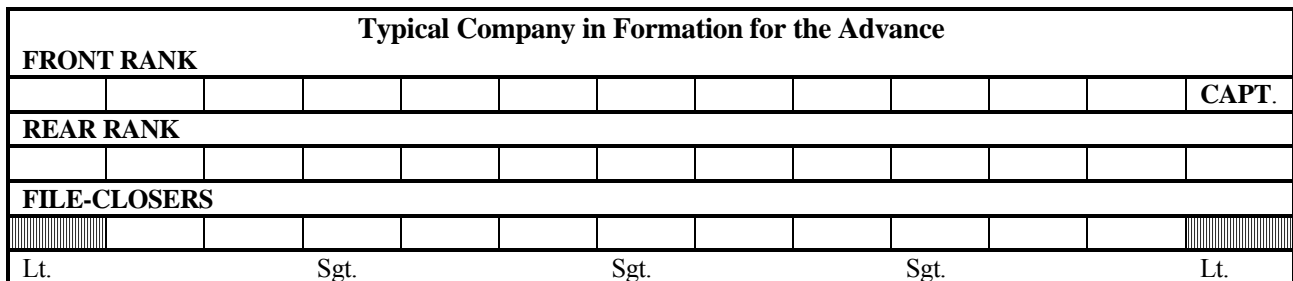 Typical Company in Formation for the Advance
FRONT RANK
CAPT.
REAR RANK
FILE-CLOSERS
Lt. Sgt. Sgt. Sgt. Lt.